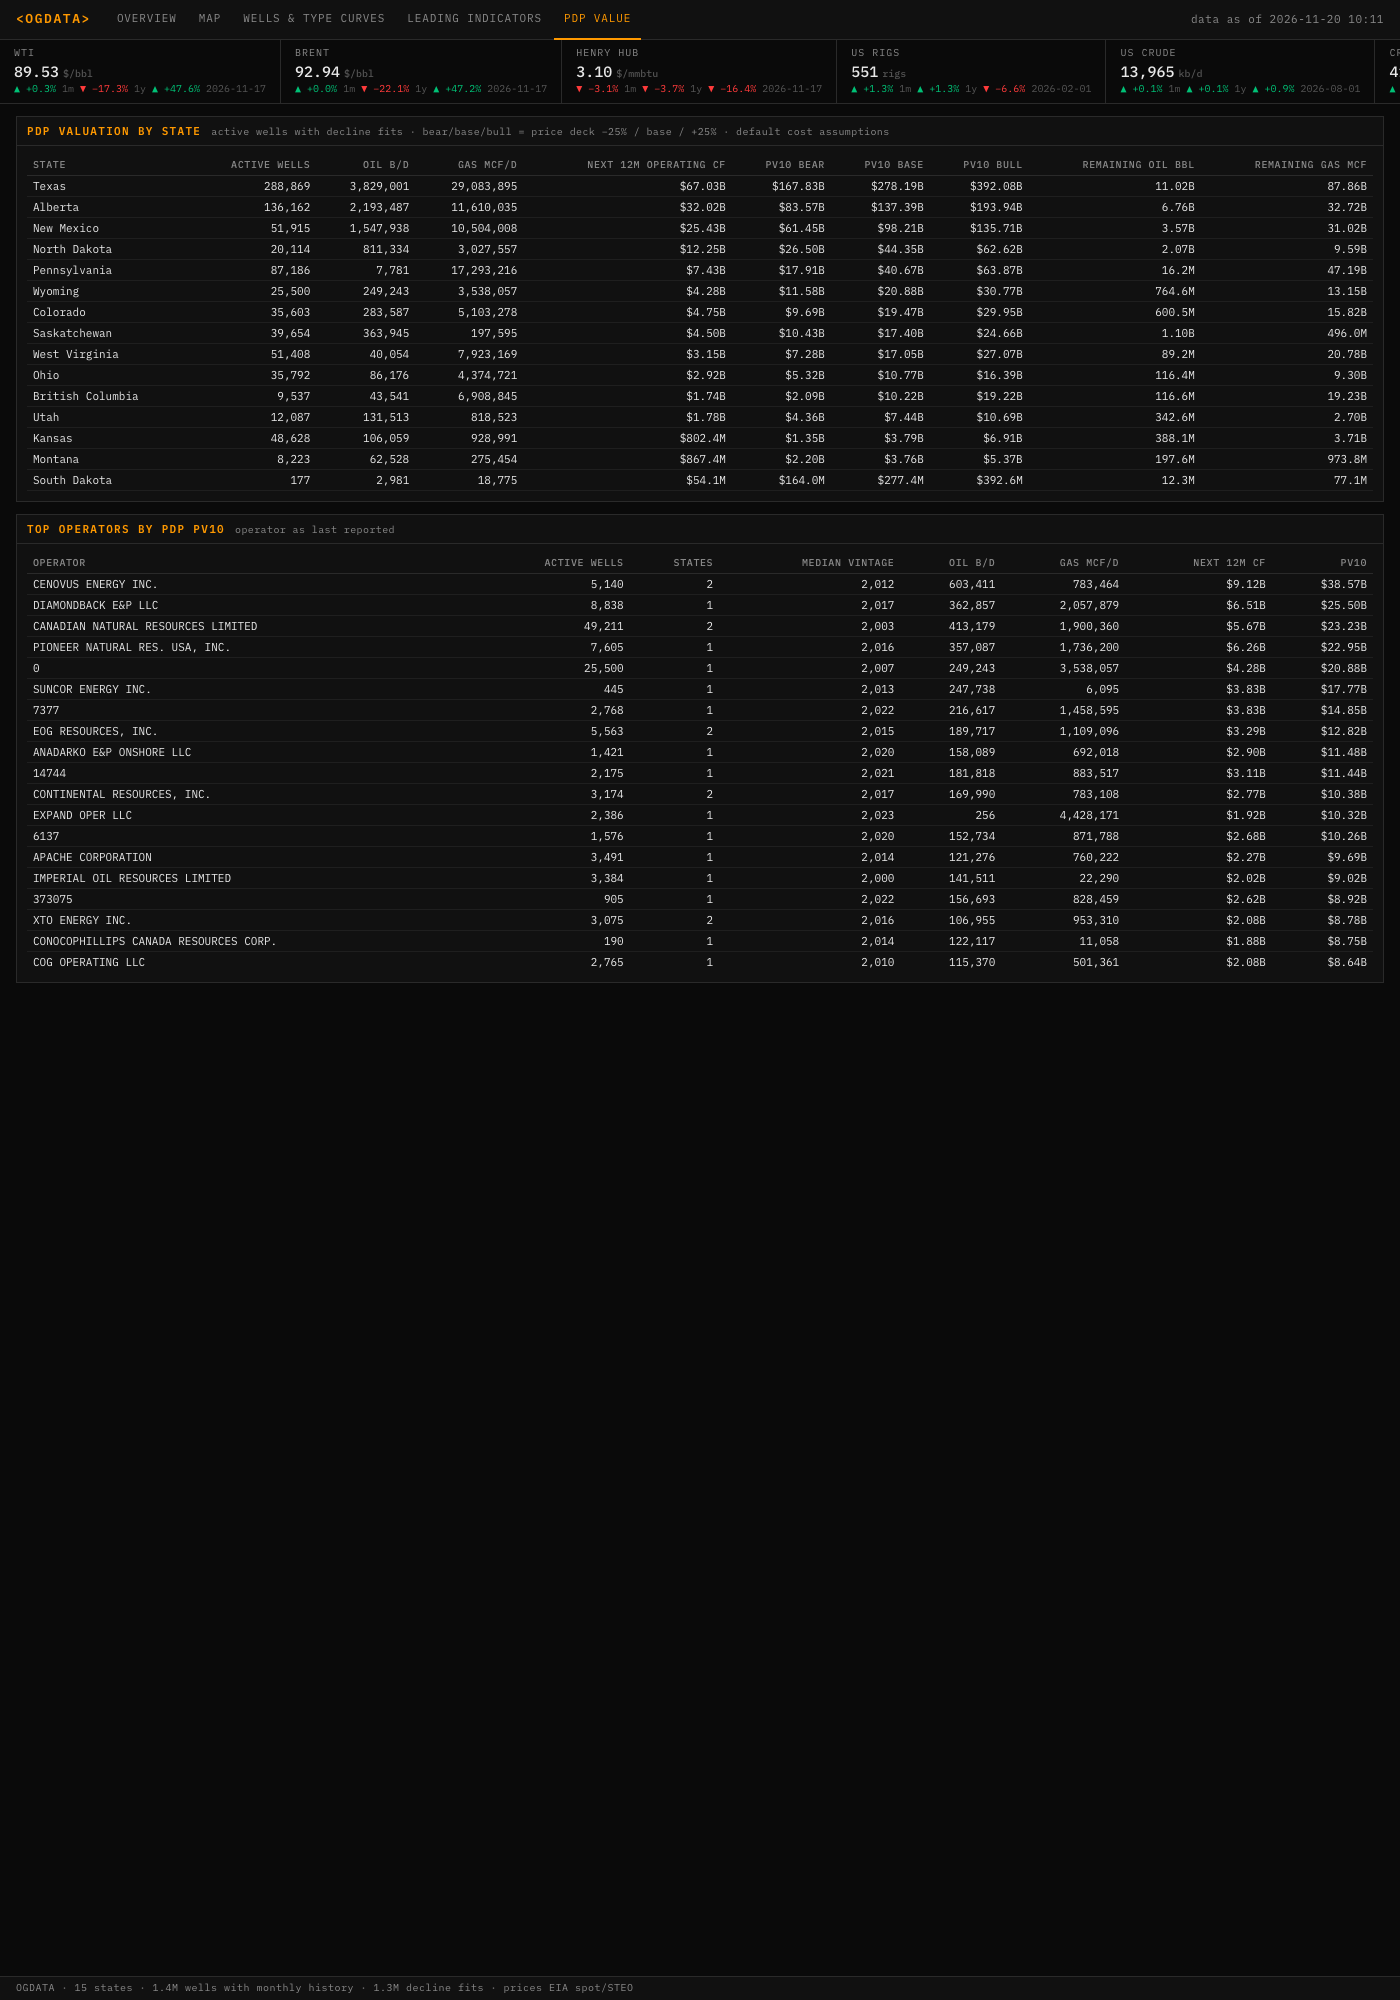 <OGDATA> OVERVIEW MAP WELLS & TYPE CURVES LEADING INDICATORS PDP VALUE data as of 2026-11-20 10:11
WTI BRENT HENRY HUB US RIGS US CRUDE
89.53 $/bbl 92.94 $/bbl 3.10 $/mmbtu 551 rigs 13,965 kb/d
▲ +0.3% 1m ▼ −17.3% 1y ▲ +47.6% 2026-11-17 ▲ +0.0% 1m ▼ −22.1% 1y ▲ +47.2% 2026-11-17 ▼ −3.1% 1m ▼ −3.7% 1y ▼ −16.4% 2026-11-17 ▲ +1.3% 1m ▲ +1.3% 1y ▼ −6.6% 2026-02-01 ▲ +0.1% 1m ▲ +0.1% 1y ▲ +0.9% 2026-08-01 ▲
PDP VALUATION BY STATE active wells with decline fits · bear/base/bull = price deck −25% / base / +25% · default cost assumptions
STATE ACTIVE WELLS OIL B/D GAS MCF/D NEXT 12M OPERATING CF PV10 BEAR PV10 BASE PV10 BULL REMAINING OIL BBL REMAINING GAS MCF
Texas 288,869 3,829,001 29,083,895 $67.03B $167.83B $278.19B $392.08B 11.02B 87.86B
Alberta 136,162 2,193,487 11,610,035 $32.02B $83.57B $137.39B $193.94B 6.76B 32.72B
New Mexico 51,915 1,547,938 10,504,008 $25.43B $61.45B $98.21B $135.71B 3.57B 31.02B
North Dakota 20,114 811,334 3,027,557 $12.25B $26.50B $44.35B $62.62B 2.07B 9.59B
Pennsylvania 87,186 7,781 17,293,216 $7.43B $17.91B $40.67B $63.87B 16.2M 47.19B
Wyoming 25,500 249,243 3,538,057 $4.28B $11.58B $20.88B $30.77B 764.6M 13.15B
Colorado 35,603 283,587 5,103,278 $4.75B $9.69B $19.47B $29.95B 600.5M 15.82B
Saskatchewan 39,654 363,945 197,595 $4.50B $10.43B $17.40B $24.66B 1.10B 496.0M
West Virginia 51,408 40,054 7,923,169 $3.15B $7.28B $17.05B $27.07B 89.2M 20.78B
Ohio 35,792 86,176 4,374,721 $2.92B $5.32B $10.77B $16.39B 116.4M 9.30B
British Columbia 9,537 43,541 6,908,845 $1.74B $2.09B $10.22B $19.22B 116.6M 19.23B
Utah 12,087 131,513 818,523 $1.78B $4.36B $7.44B $10.69B 342.6M 2.70B
Kansas 48,628 106,059 928,991 $802.4M $1.35B $3.79B $6.91B 388.1M 3.71B
Montana 8,223 62,528 275,454 $867.4M $2.20B $3.76B $5.37B 197.6M 973.8M
South Dakota 177 2,981 18,775 $54.1M $164.0M $277.4M $392.6M 12.3M 77.1M
TOP OPERATORS BY PDP PV10 operator as last reported
OPERATOR ACTIVE WELLS STATES MEDIAN VINTAGE OIL B/D GAS MCF/D NEXT 12M CF PV10
CENOVUS ENERGY INC. 5,140 2 2,012 603,411 783,464 $9.12B $38.57B
DIAMONDBACK E&P LLC 8,838 1 2,017 362,857 2,057,879 $6.51B $25.50B
CANADIAN NATURAL RESOURCES LIMITED 49,211 2 2,003 413,179 1,900,360 $5.67B $23.23B
PIONEER NATURAL RES. USA, INC. 7,605 1 2,016 357,087 1,736,200 $6.26B $22.95B
0 25,500 1 2,007 249,243 3,538,057 $4.28B $20.88B
SUNCOR ENERGY INC. 445 1 2,013 247,738 6,095 $3.83B $17.77B
7377 2,768 1 2,022 216,617 1,458,595 $3.83B $14.85B
EOG RESOURCES, INC. 5,563 2 2,015 189,717 1,109,096 $3.29B $12.82B
ANADARKO E&P ONSHORE LLC 1,421 1 2,020 158,089 692,018 $2.90B $11.48B
14744 2,175 1 2,021 181,818 883,517 $3.11B $11.44B
CONTINENTAL RESOURCES, INC. 3,174 2 2,017 169,990 783,108 $2.77B $10.38B
EXPAND OPER LLC 2,386 1 2,023 256 4,428,171 $1.92B $10.32B
6137 1,576 1 2,020 152,734 871,788 $2.68B $10.26B
APACHE CORPORATION 3,491 1 2,014 121,276 760,222 $2.27B $9.69B
IMPERIAL OIL RESOURCES LIMITED 3,384 1 2,000 141,511 22,290 $2.02B $9.02B
373075 905 1 2,022 156,693 828,459 $2.62B $8.92B
XTO ENERGY INC. 3,075 2 2,016 106,955 953,310 $2.08B $8.78B
CONOCOPHILLIPS CANADA RESOURCES CORP. 190 1 2,014 122,117 11,058 $1.88B $8.75B
COG OPERATING LLC 2,765 1 2,010 115,370 501,361 $2.08B $8.64B
OGDATA · 15 states · 1.4M wells with monthly history · 1.3M decline fits · prices EIA spot/STEO